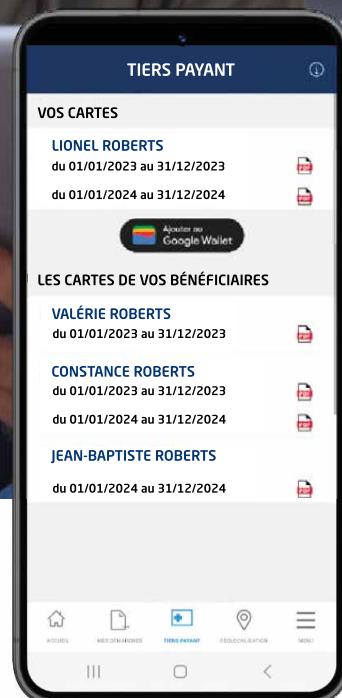 TIERS PAYANT
VOS CARTES
LIONEL ROBERTS
du 01/01/2023 au 31/12/2023
du 01/01/2024 au 31/12/2024
Ajouter au
Google Wallet
LES CARTES DE VOS BÉNÉFICIAIRES
VALÉRIE ROBERTS
du 01/01/2023 au 31/12/2023
CONSTANCE ROBERTS
du 01/01/2023 au 31/12/2023
du 01/01/2024 au 31/12/2024
JEAN-BAPTISTE ROBERTS
du 01/01/2024 au 31/12/2024
ACCUEIL MES DÉMARCHES TIERS PAYANT GÉOLOCALISATION MENU